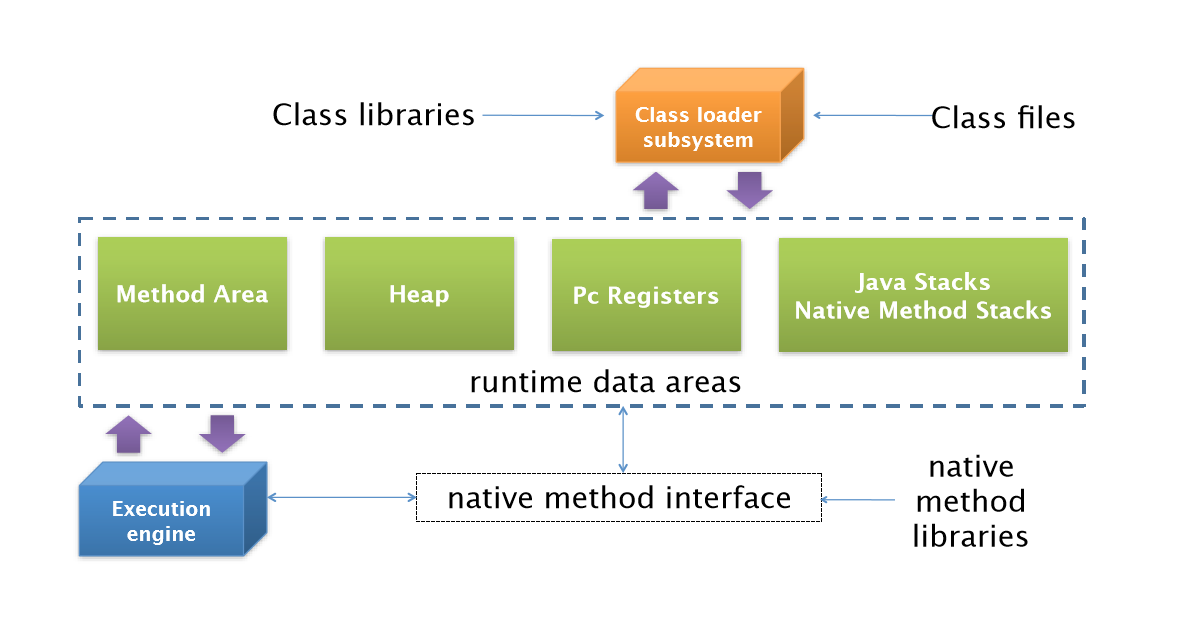 Class libraries
Class loader
subsystem
Class files
Method Area
Heap
Pc Registers
Java Stacks
Native Method Stacks
runtime data areas
Execution
engine
native method interface
native
method
libraries